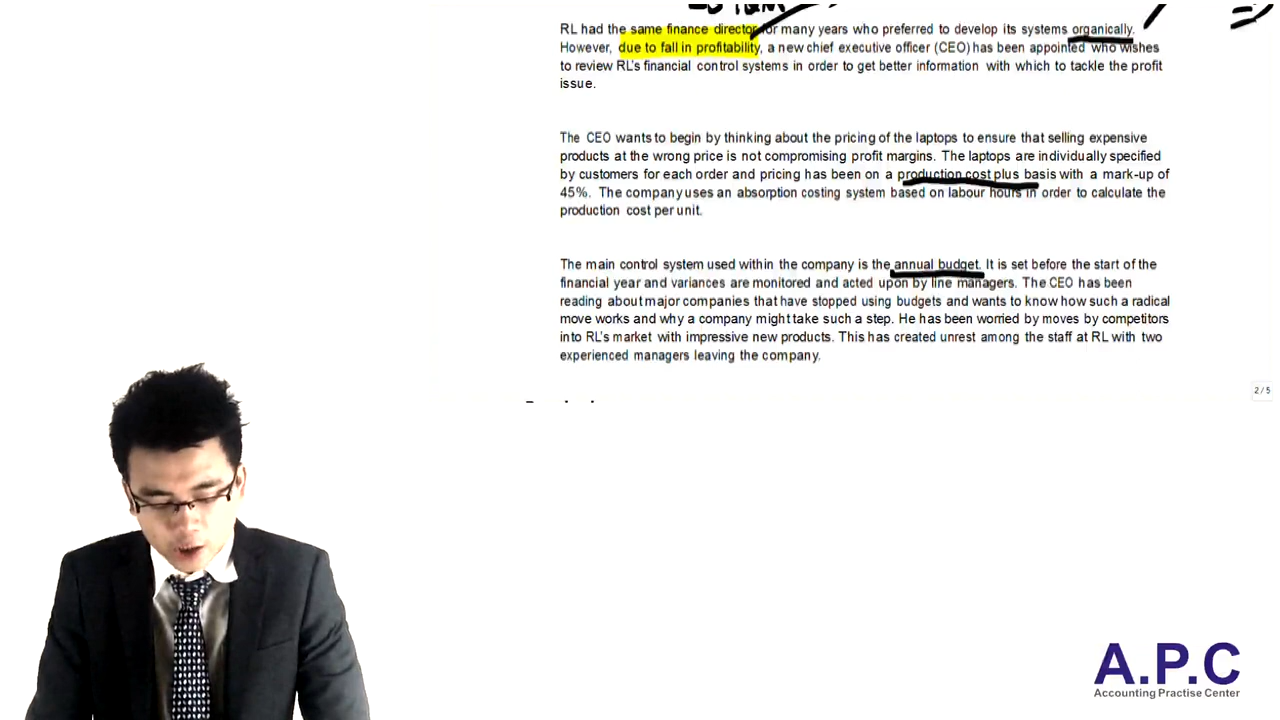 RL had the same finance director for many years who preferred to develop its systems organically.
However, due to fall in profitability, a new chief executive officer (CEO) has been appointed who wishes
to review RL's financial control systems in order to get better information with which to tackle the profit
issue.
The CEO wants to begin by thinking about the pricing of the laptops to ensure that selling expensive
products at the wrong price is not compromising profit margins. The laptops are individually specified
by customers for each order and pricing has been on a production cost plus basis with a mark-up of
45%. The company uses an absorption costing system based on labour hours in order to calculate the
production cost per unit.
The main control system used within the company is the annual budget. It is set before the start of the
financial year and variances are monitored and acted upon by line managers. The CEO has been
reading about major companies that have stopped using budgets and wants to know how such a radical
move works and why a company might take such a step. He has been worried by moves by competitors
into RL's market with impressive new products. This has created unrest among the staff at RL with two
experienced managers leaving the company.
2 / 5
A.P.C
Accounting Practise Center